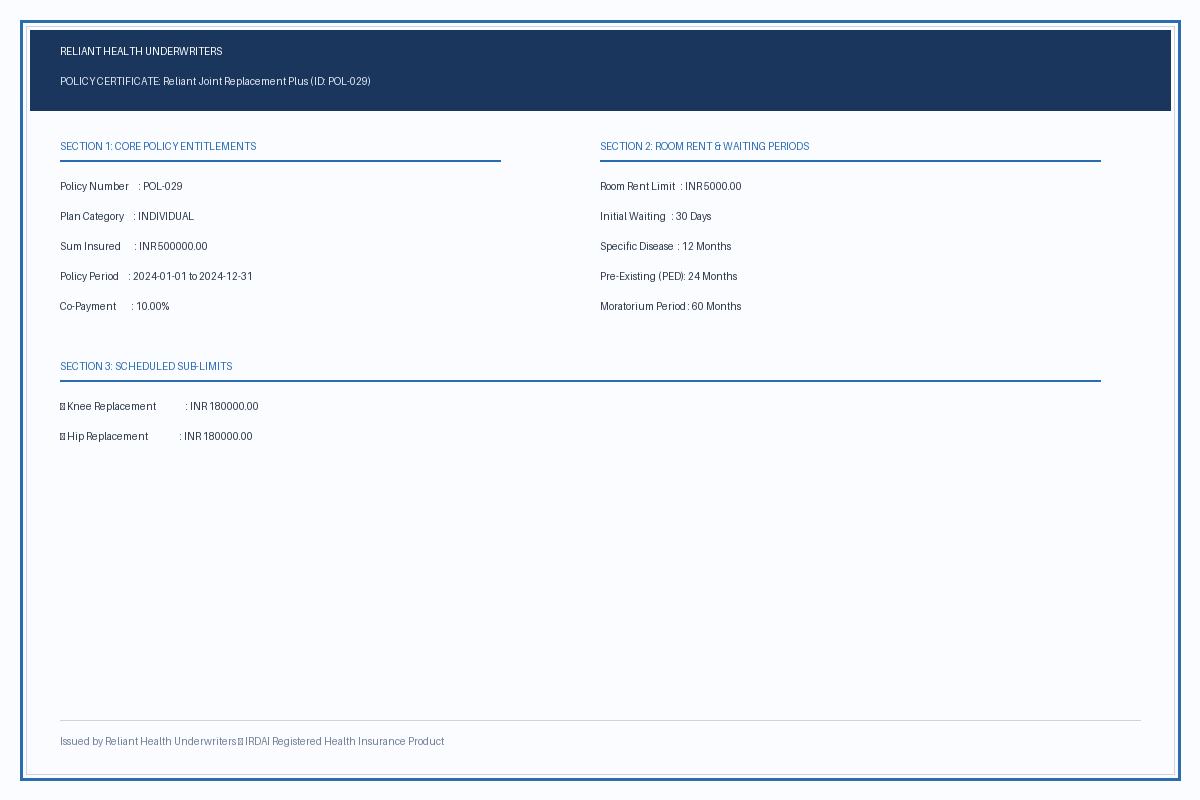 RELIANT HEALTH UNDERWRITERS
POLICY CERTIFICATE: Reliant Joint Replacement Plus (ID: POL-029)
SECTION 1: CORE POLICY ENTITLEMENTS
Policy Number : POL-029
Plan Category : INDIVIDUAL
Sum Insured : INR 500000.00
Policy Period : 2024-01-01 to 2024-12-31
Co-Payment : 10.00%
SECTION 2: ROOM RENT & WAITING PERIODS
Room Rent Limit : INR 5000.00
Initial Waiting : 30 Days
Specific Disease : 12 Months
Pre-Existing (PED): 24 Months
Moratorium Period : 60 Months
SECTION 3: SCHEDULED SUB-LIMITS
Knee Replacement : INR 180000.00
Hip Replacement : INR 180000.00
Issued by Reliant Health Underwriters IRDAI Registered Health Insurance Product